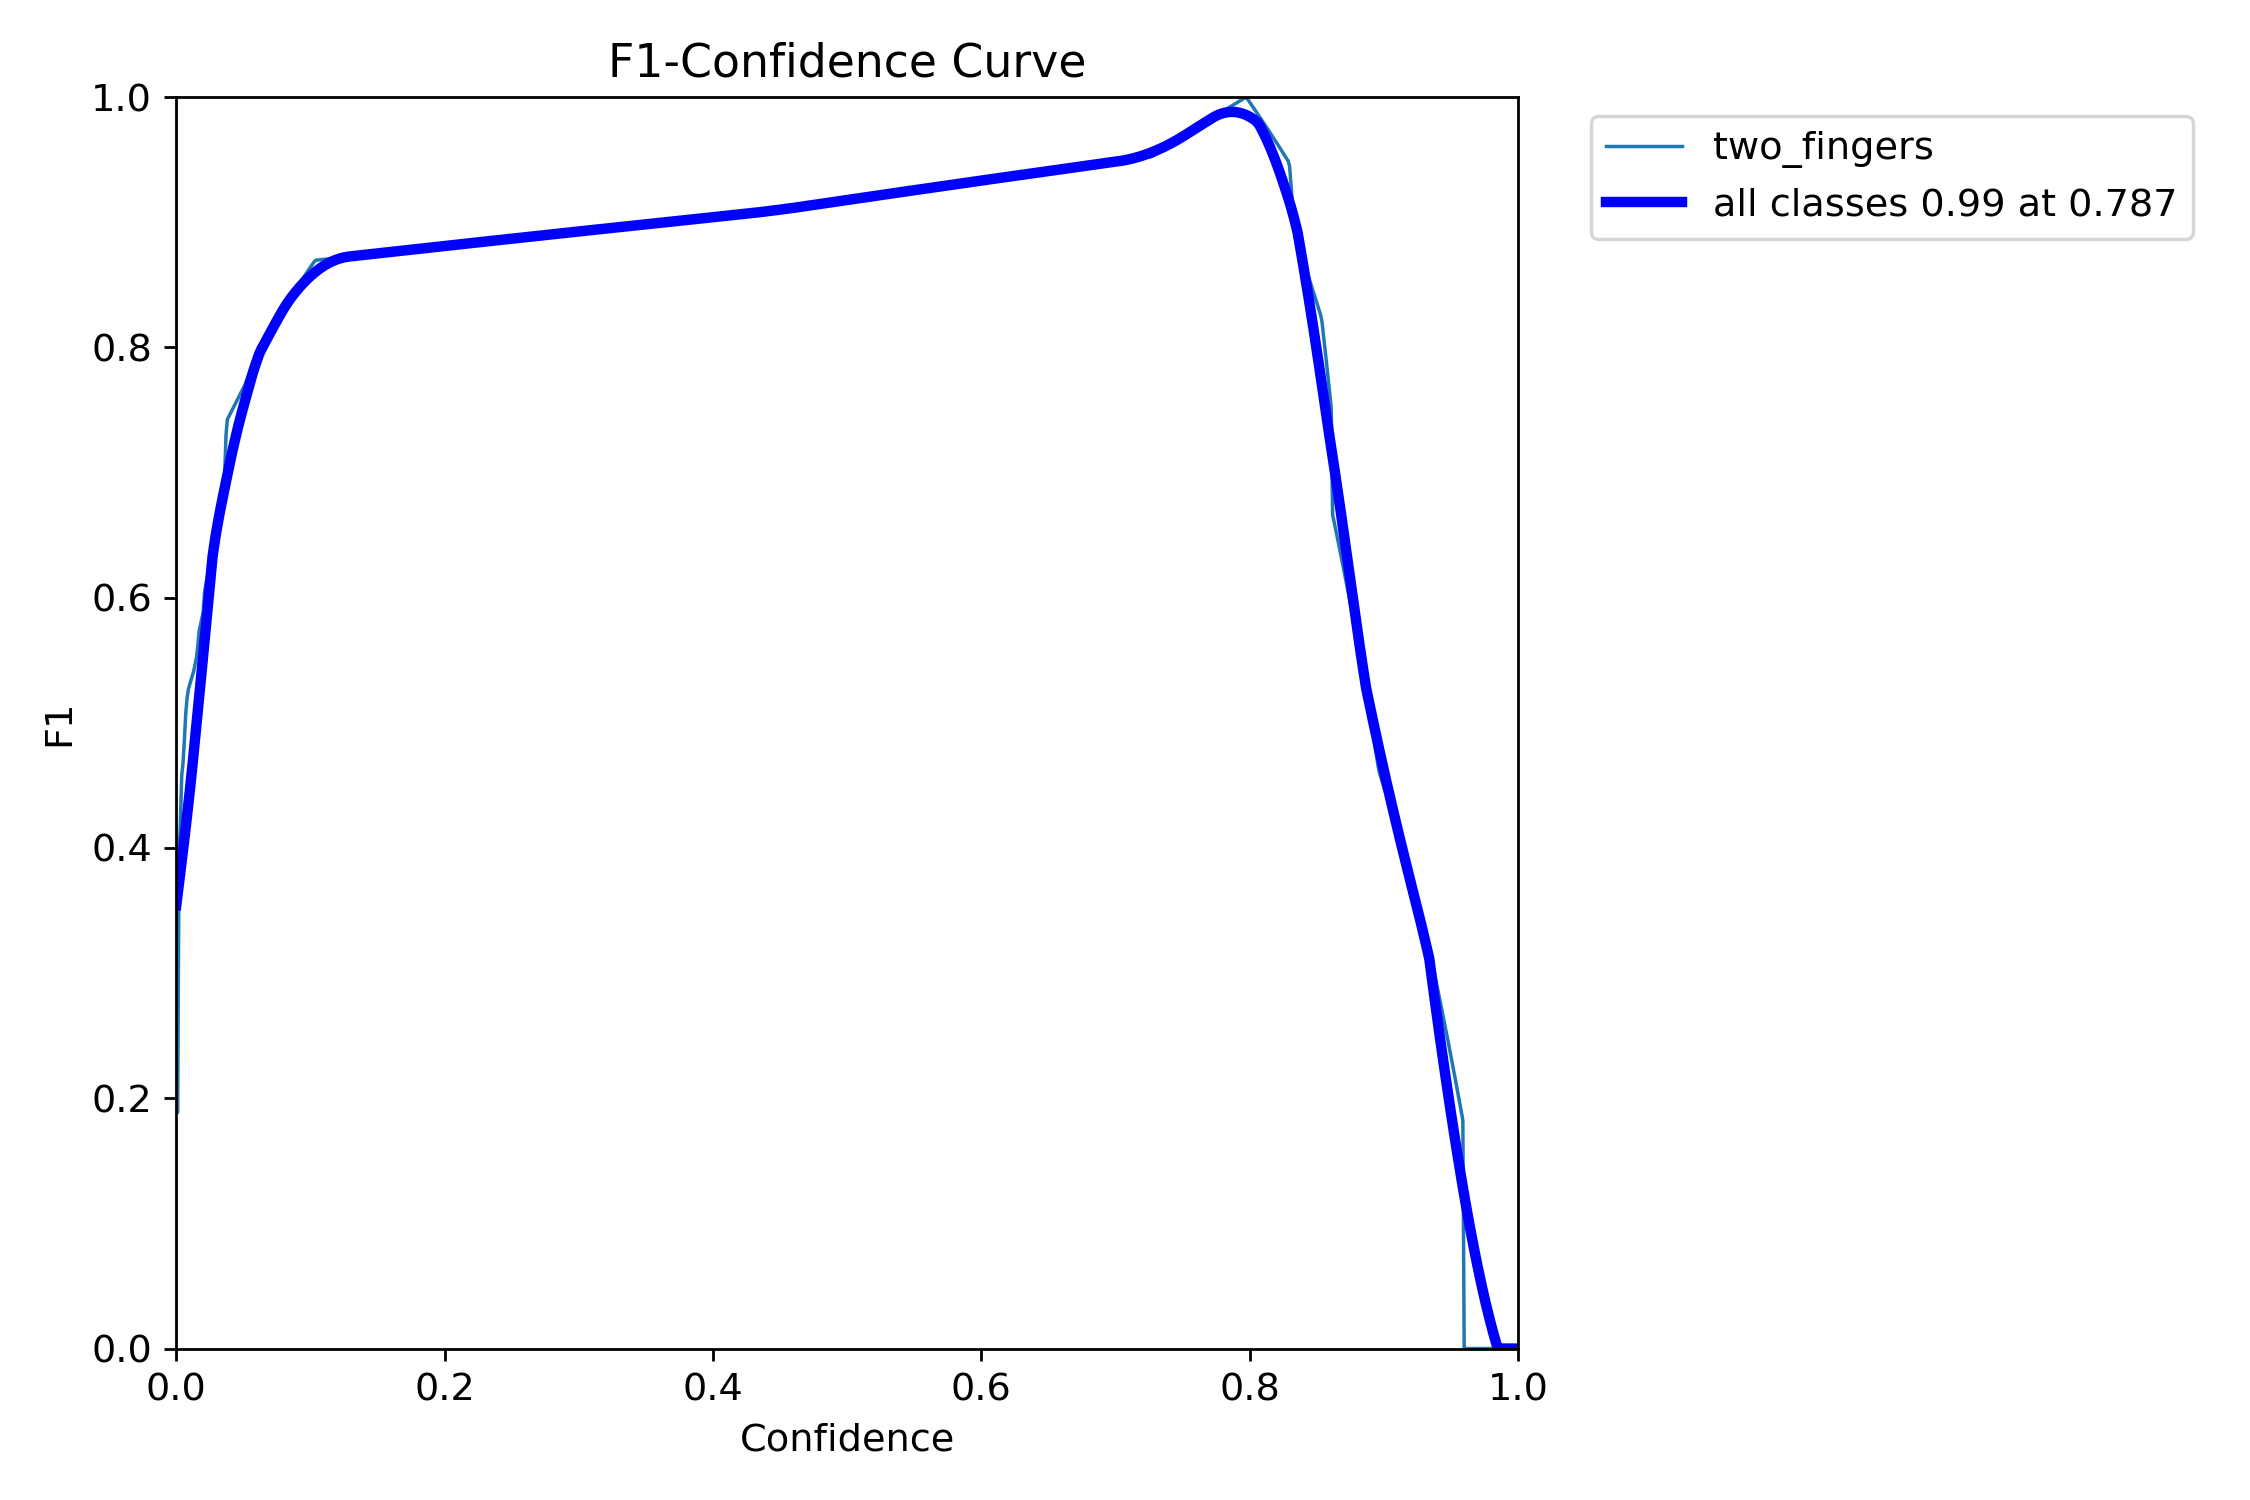 F1-Confidence Curve
two_fingers
all classes 0.99 at 0.787
1.0
0.8
0.6
0.4
0.2
0.0
F1
0.0 0.2 0.4 0.6 0.8 1.0
Confidence